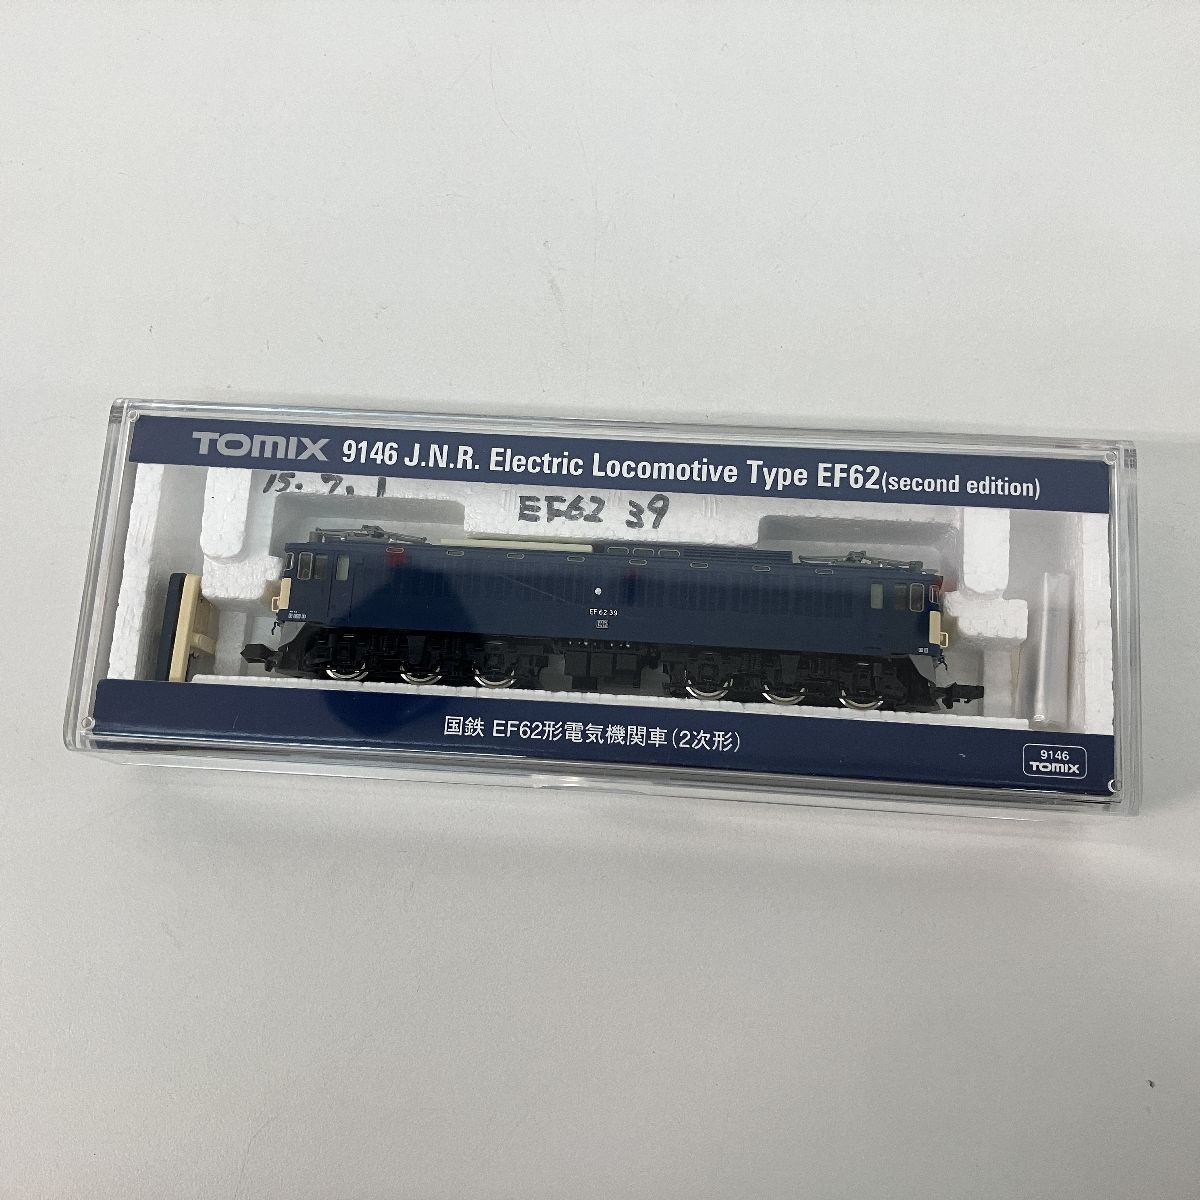 TOMIX 9146 J.N.R. Electric Locomotive Type EF62(second edition)
15.7.1
EF62 39
EF62 39
国鉄 EF62形電気機関車(2次形)
9146
TOMIX